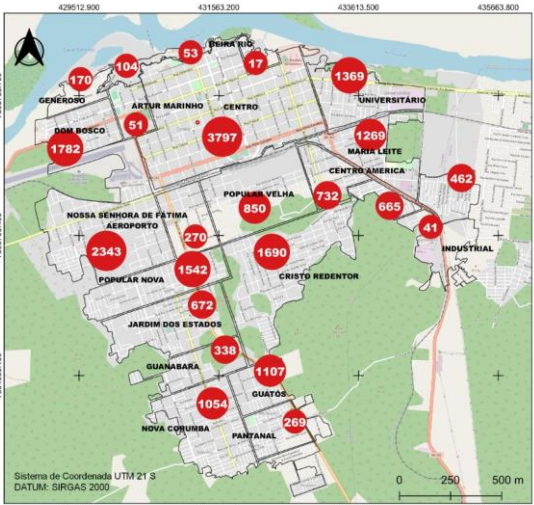 429512.900 431563.200 433613.500 435663.800
BEIRA RIO
53
104
17
170
1369
GENEROSO
ARTUR MARINHO
CENTRO
UNIVERSITÁRIO
51
DOM BOSCO
3797
1269
1782
MARIA LEITE
CENTRO AMERICA
462
POPULAR VELHA
732
850
665
NOSSA SENHORA DE FÁTIMA
AEROPORTO
41
270
2343
1690
INDUSTRIAL
1542
POPULAR NOVA
CRISTO REDENTOR
672
JARDIM DOS ESTADOS
338
GUANABARA
1107
GUATÓS
1054
269
NOVA CORUMBA
PANTANAL
Sistema de Coordenada UTM 21 S
DATUM: SIRGAS 2000
0 250 500 m